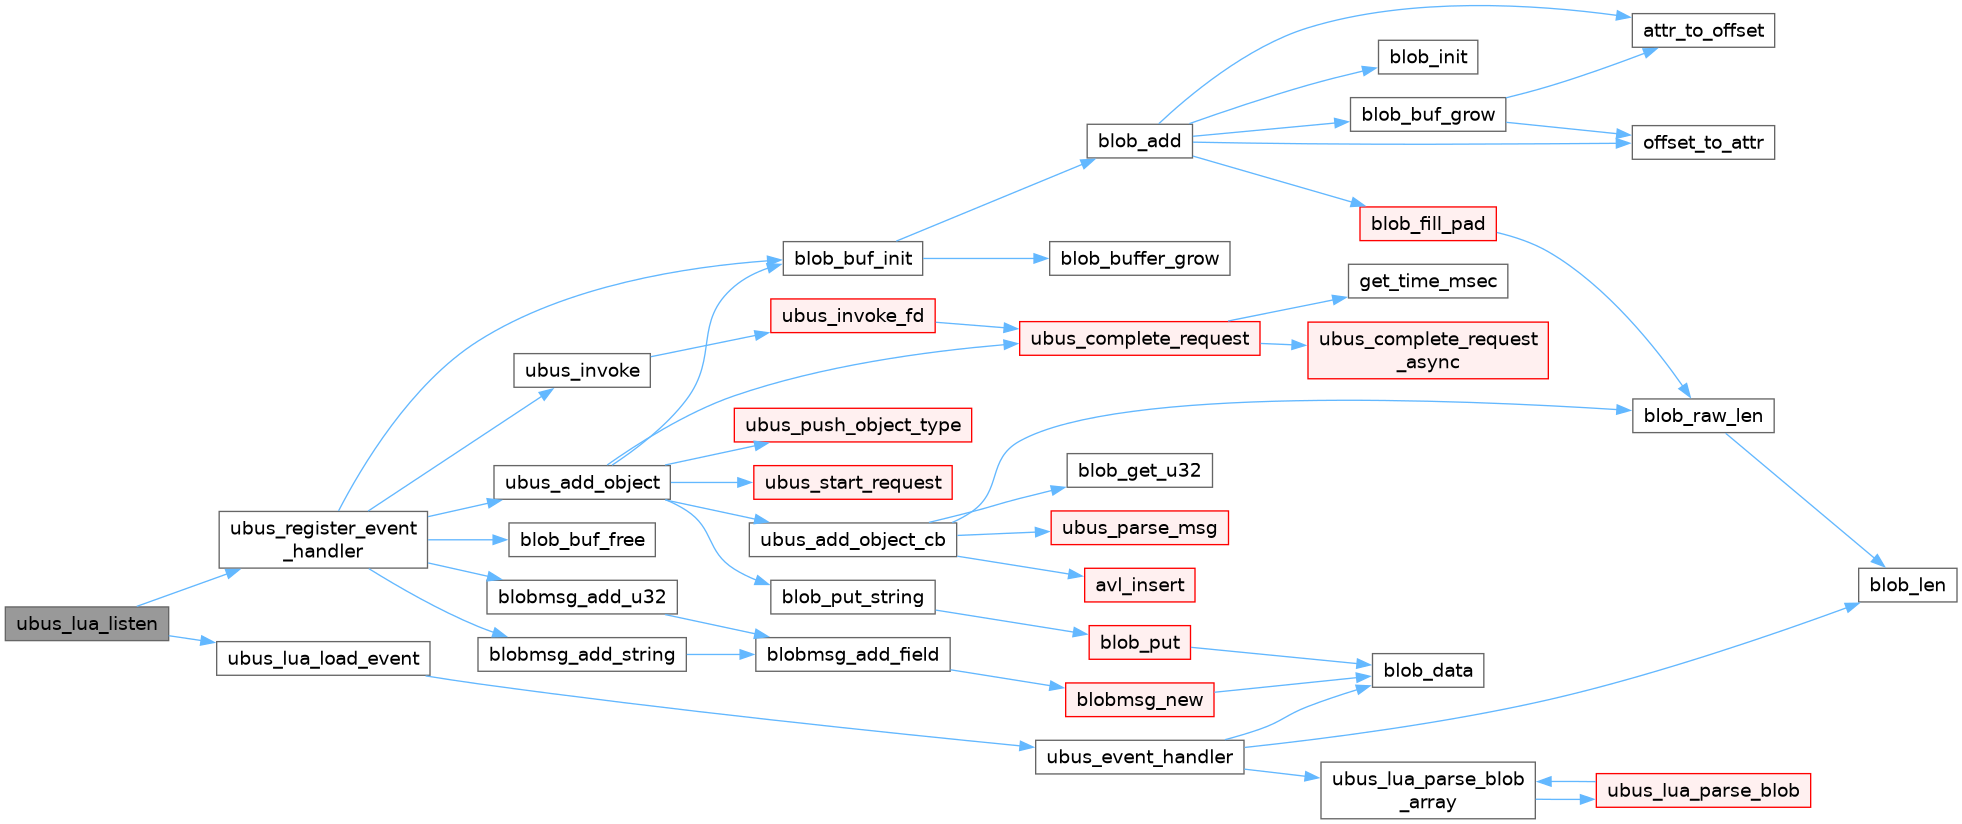 attr_to_offset
blob_init
blob_buf_grow
blob_add
offset_to_attr
blob_fill_pad
blob_buf_init
blob_buffer_grow
get_time_msec
ubus_invoke_fd
ubus_complete_request
ubus_complete_request
_async
ubus_invoke
blob_raw_len
ubus_push_object_type
blob_get_u32
ubus_add_object
ubus_start_request
ubus_register_event
_handler
ubus_parse_msg
blob_buf_free
ubus_add_object_cb
avl_insert
blob_len
blobmsg_add_u32
blob_put_string
ubus_lua_listen
blob_put
ubus_lua_load_event
blobmsg_add_string
blobmsg_add_field
blob_data
blobmsg_new
ubus_event_handler
ubus_lua_parse_blob
_array
ubus_lua_parse_blob